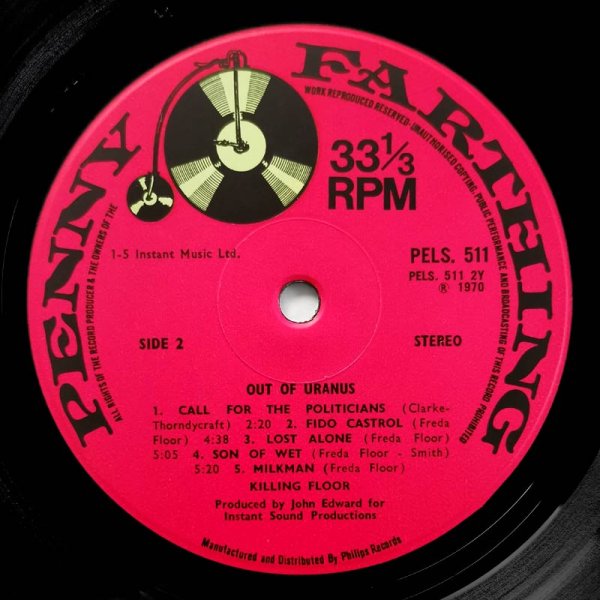 PENNY FARTHING
WORK REPRODUCED RESERVED·UNAUTHORISED COPYING, PUBLIC PERFORMANCE AND BROADCASTING OF THIS RECORD PROHIBITED
ALL RIGHTS OF THE RECORD PRODUCER & THE OWNERS OF THE
33⅓
RPM
1-5 Instant Music Ltd.
PELS. 511
PELS. 511 2Y
℗ 1970
SIDE 2
STEREO
OUT OF URANUS
1. CALL FOR THE POLITICIANS (Clarke-
Thorndycraft) 2:20 2. FIDO CASTROL (Freda
Floor) 4:38 3. LOST ALONE (Freda Floor)
5:05 4. SON OF WET (Freda Floor - Smith)
5:20 5. MILKMAN (Freda Floor)
KILLING FLOOR
Produced by John Edward for
Instant Sound Productions
Manufactured and Distributed By Philips Records